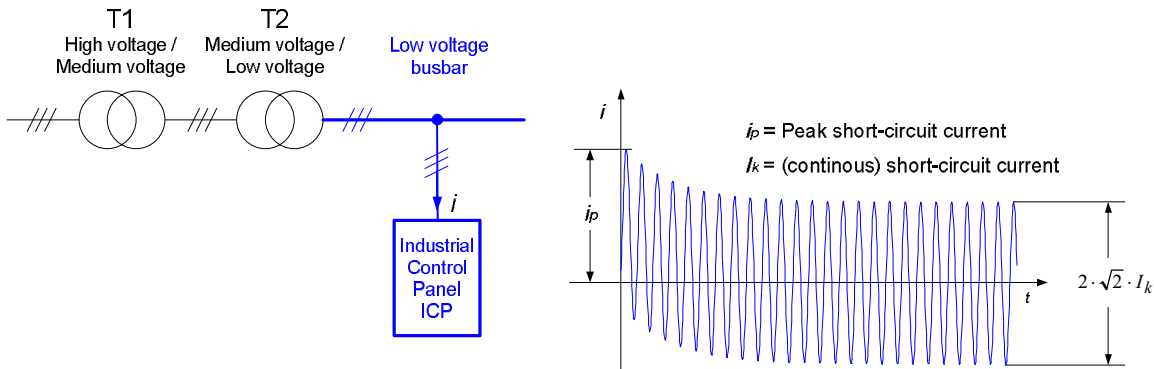 T1
High voltage /
Medium voltage
T2
Medium voltage /
Low voltage
Low voltage
busbar
i
Industrial
Control
Panel
ICP
i
ip = Peak short-circuit current
Ik = (continous) short-circuit current
ip
t
2 · √2 · Ik